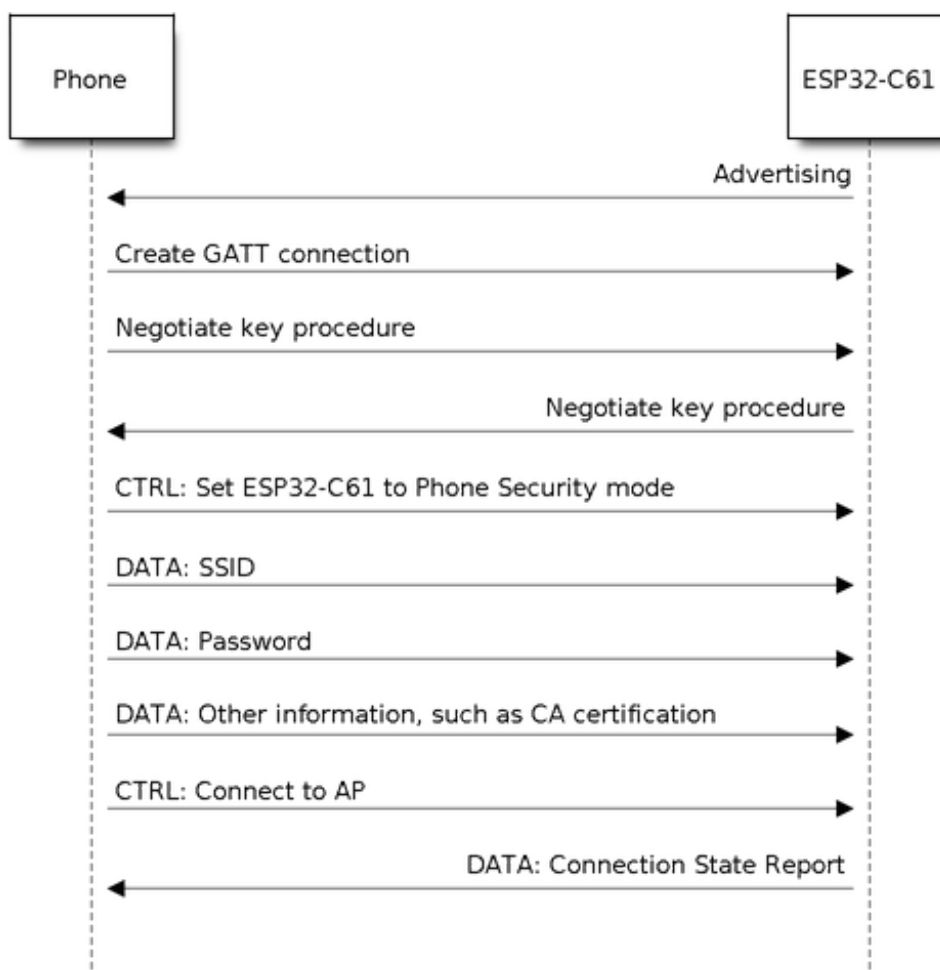 Phone
ESP32-C61
Advertising
Create GATT connection
Negotiate key procedure
Negotiate key procedure
CTRL: Set ESP32-C61 to Phone Security mode
DATA: SSID
DATA: Password
DATA: Other information, such as CA certification
CTRL: Connect to AP
DATA: Connection State Report